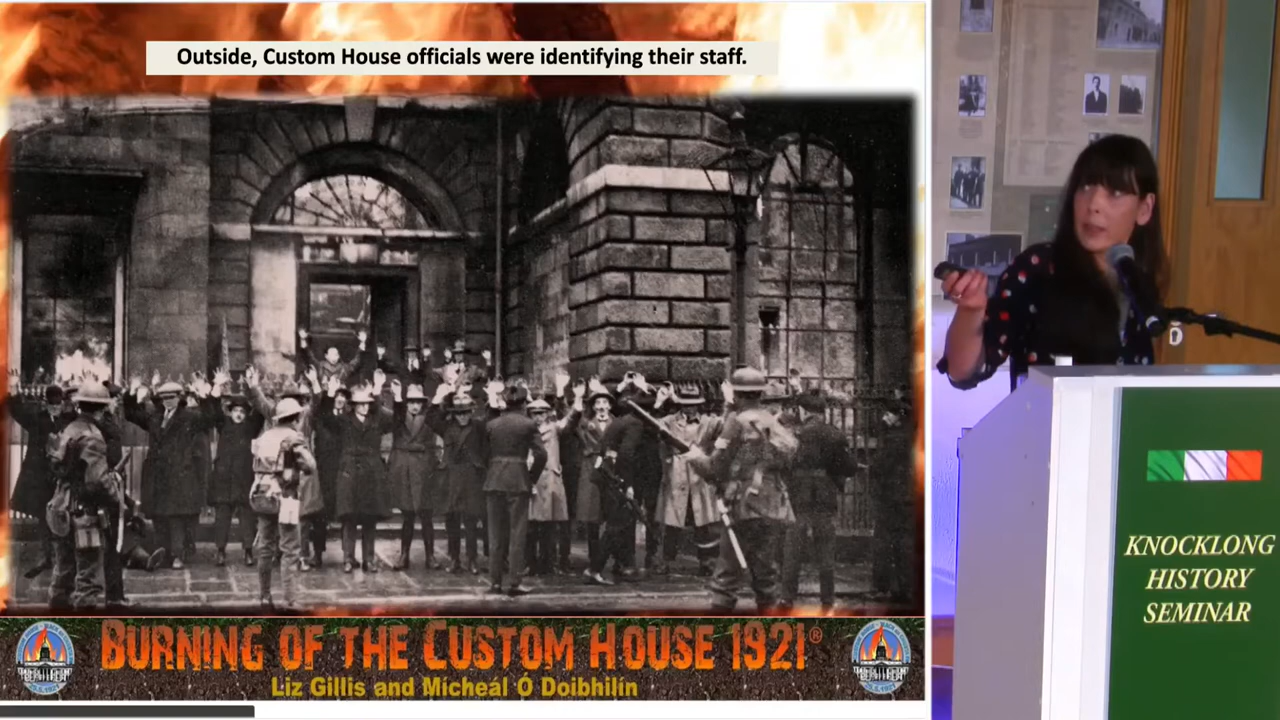 Outside, Custom House officials were identifying their staff.
BURNING OF THE CUSTOM HOUSE 1921®
Liz Gillis and Mícheál Ó Doibhilín
KNOCKLONG
HISTORY
SEMINAR